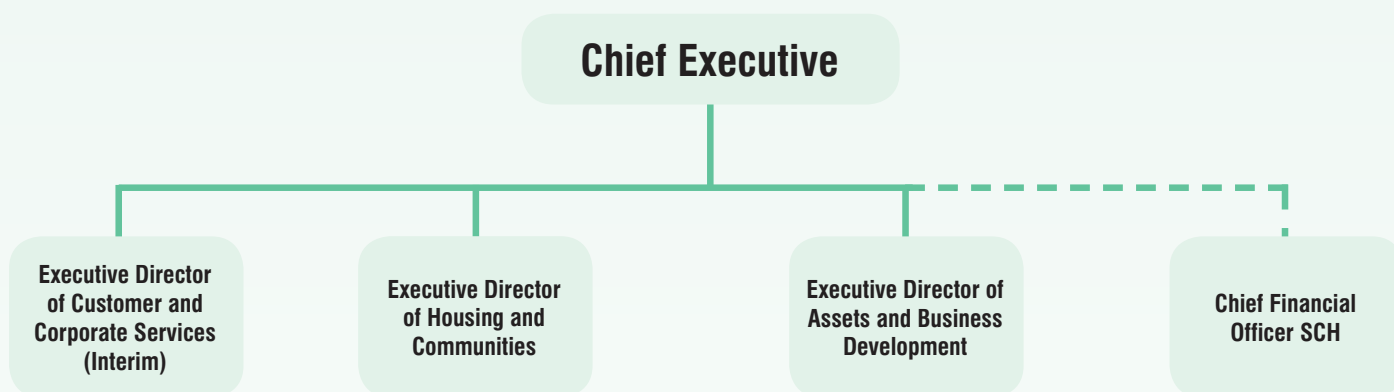 Chief Executive
Executive Director
of Customer and
Corporate Services
(Interim)
Executive Director
of Housing and
Communities
Executive Director of
Assets and Business
Development
Chief Financial
Officer SCH